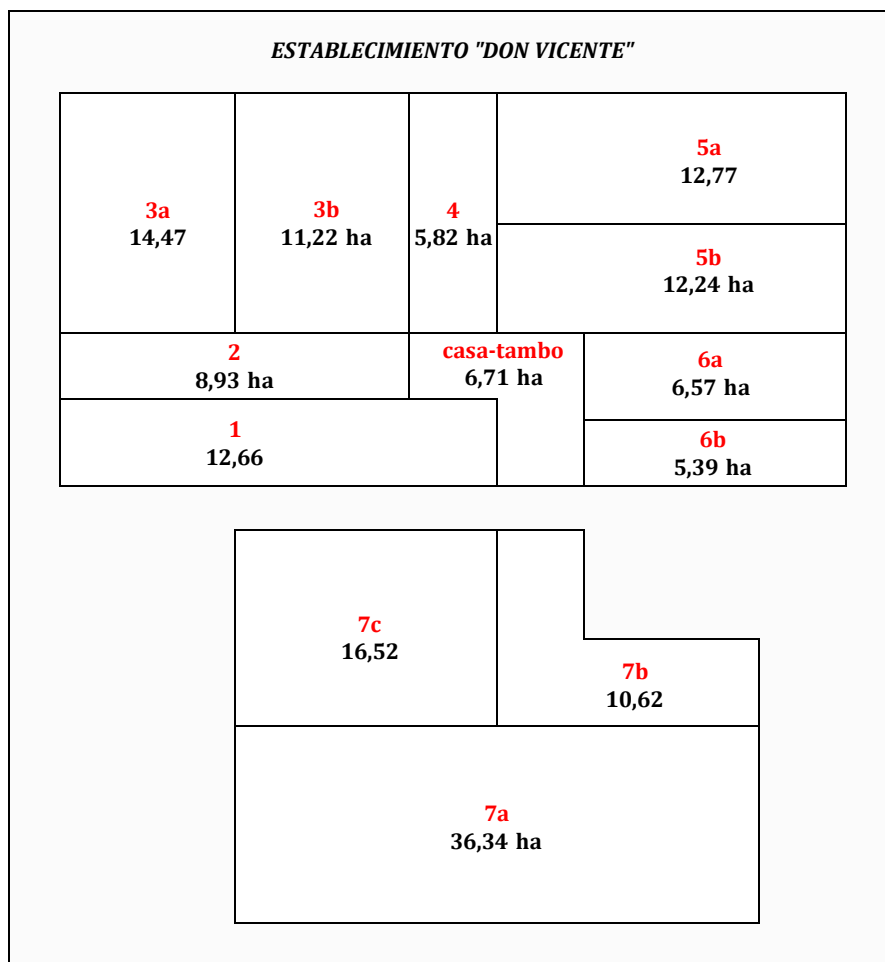 ESTABLECIMIENTO "DON VICENTE"
3a
14,47
3b
11,22 ha
4
5,82 ha
5a
12,77
5b
12,24 ha
2
8,93 ha
casa-tambo
6,71 ha
6a
6,57 ha
1
12,66
6b
5,39 ha
7c
16,52
7b
10,62
7a
36,34 ha